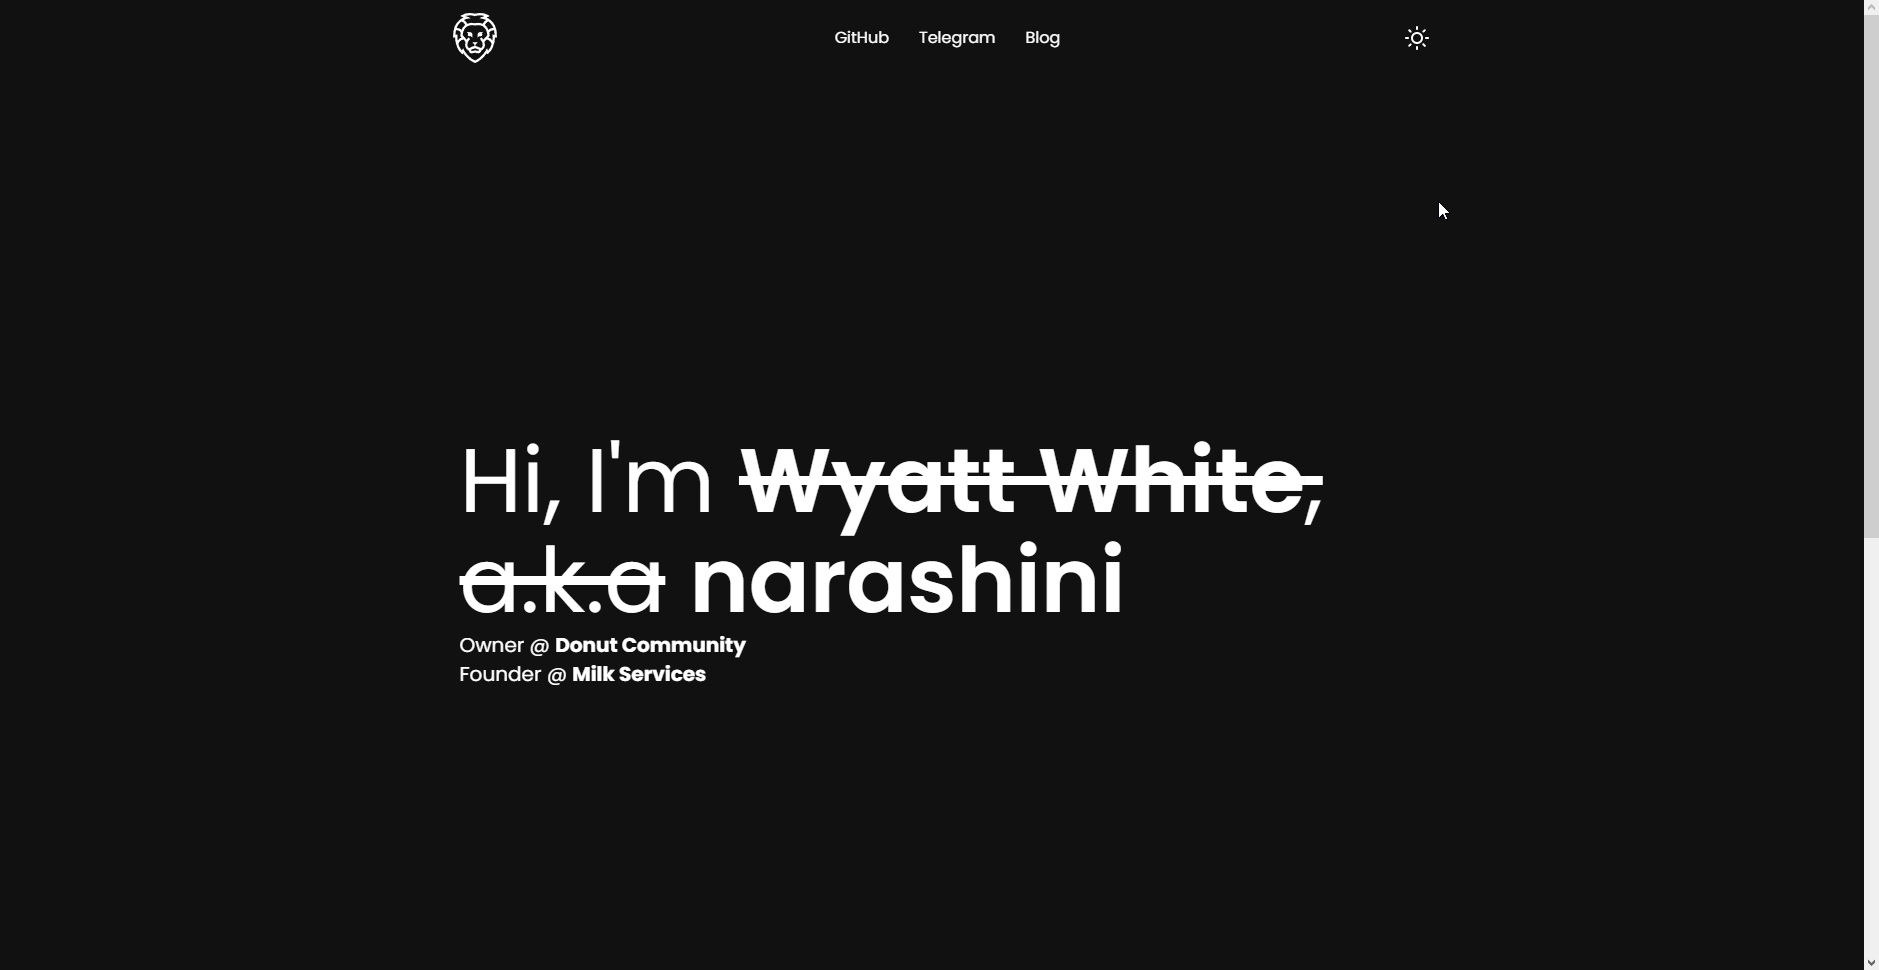 GitHub Telegram Blog
Hi, I'm Wyatt White,
a.k.a narashini
Owner @ Donut Community
Founder @ Milk Services